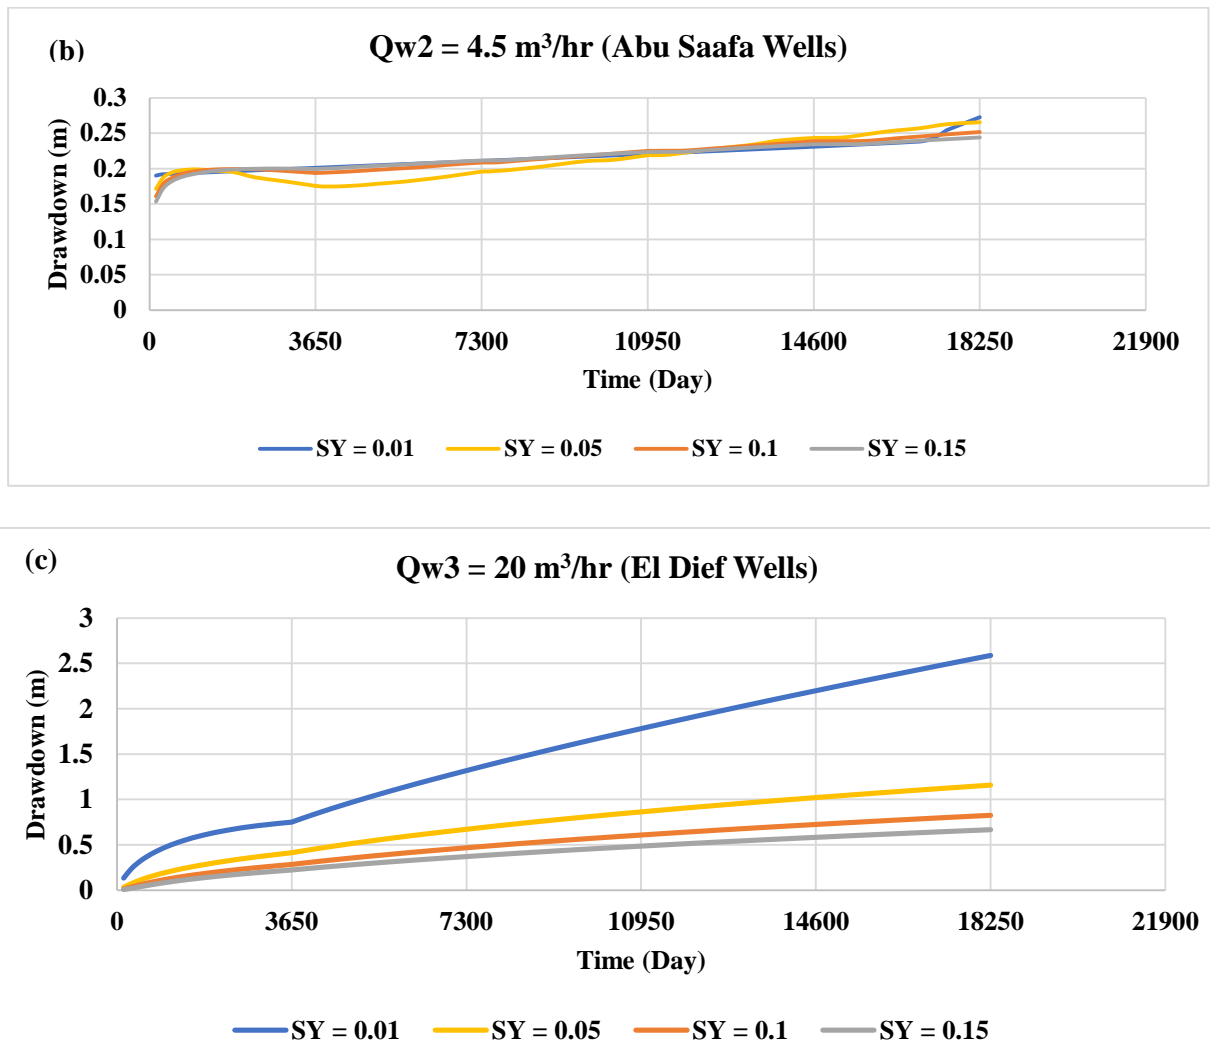 (b)
Qw2 = 4.5 m³/hr (Abu Saafa Wells)
0.3
0.25
0.2
0.15
0.1
0.05
0
Drawdown (m)
0 3650 7300 10950 14600 18250 21900
Time (Day)
SY = 0.01 SY = 0.05 SY = 0.1 SY = 0.15
(c)
Qw3 = 20 m³/hr (El Dief Wells)
3
2.5
2
1.5
1
0.5
0
Drawdown (m)
0 3650 7300 10950 14600 18250 21900
Time (Day)
SY = 0.01 SY = 0.05 SY = 0.1 SY = 0.15